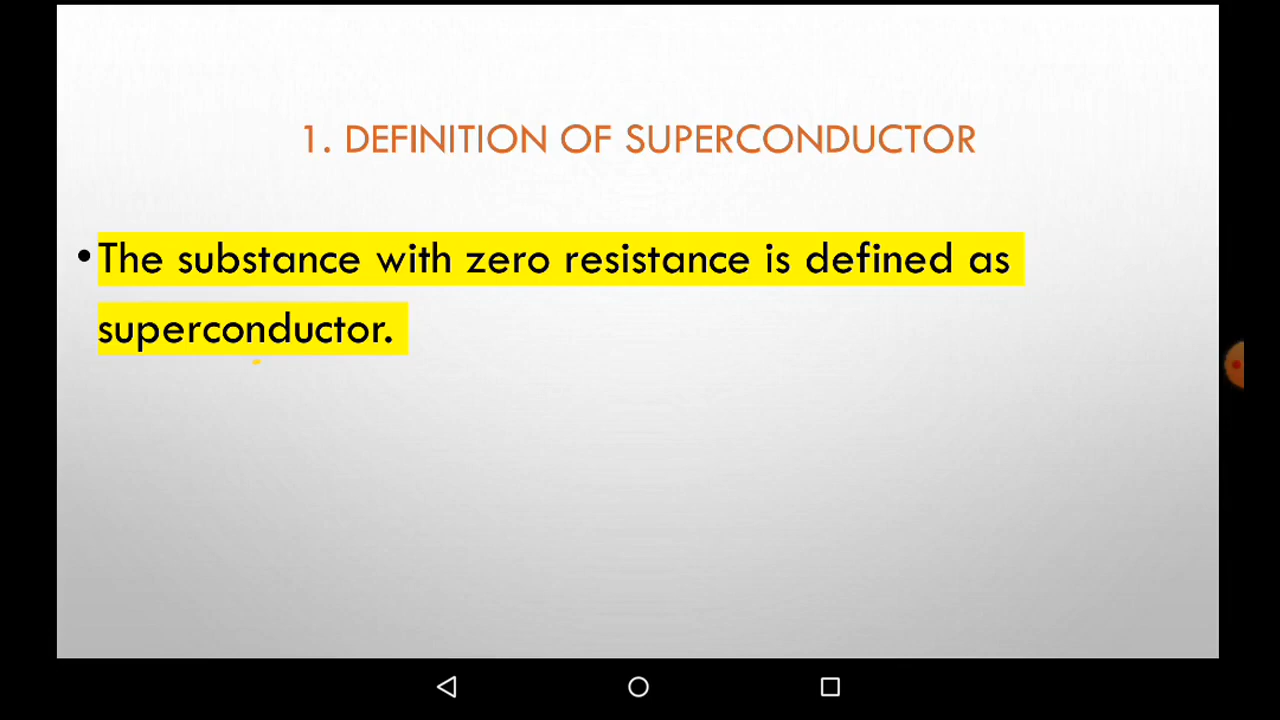 1. DEFINITION OF SUPERCONDUCTOR
•The substance with zero resistance is defined as
superconductor.